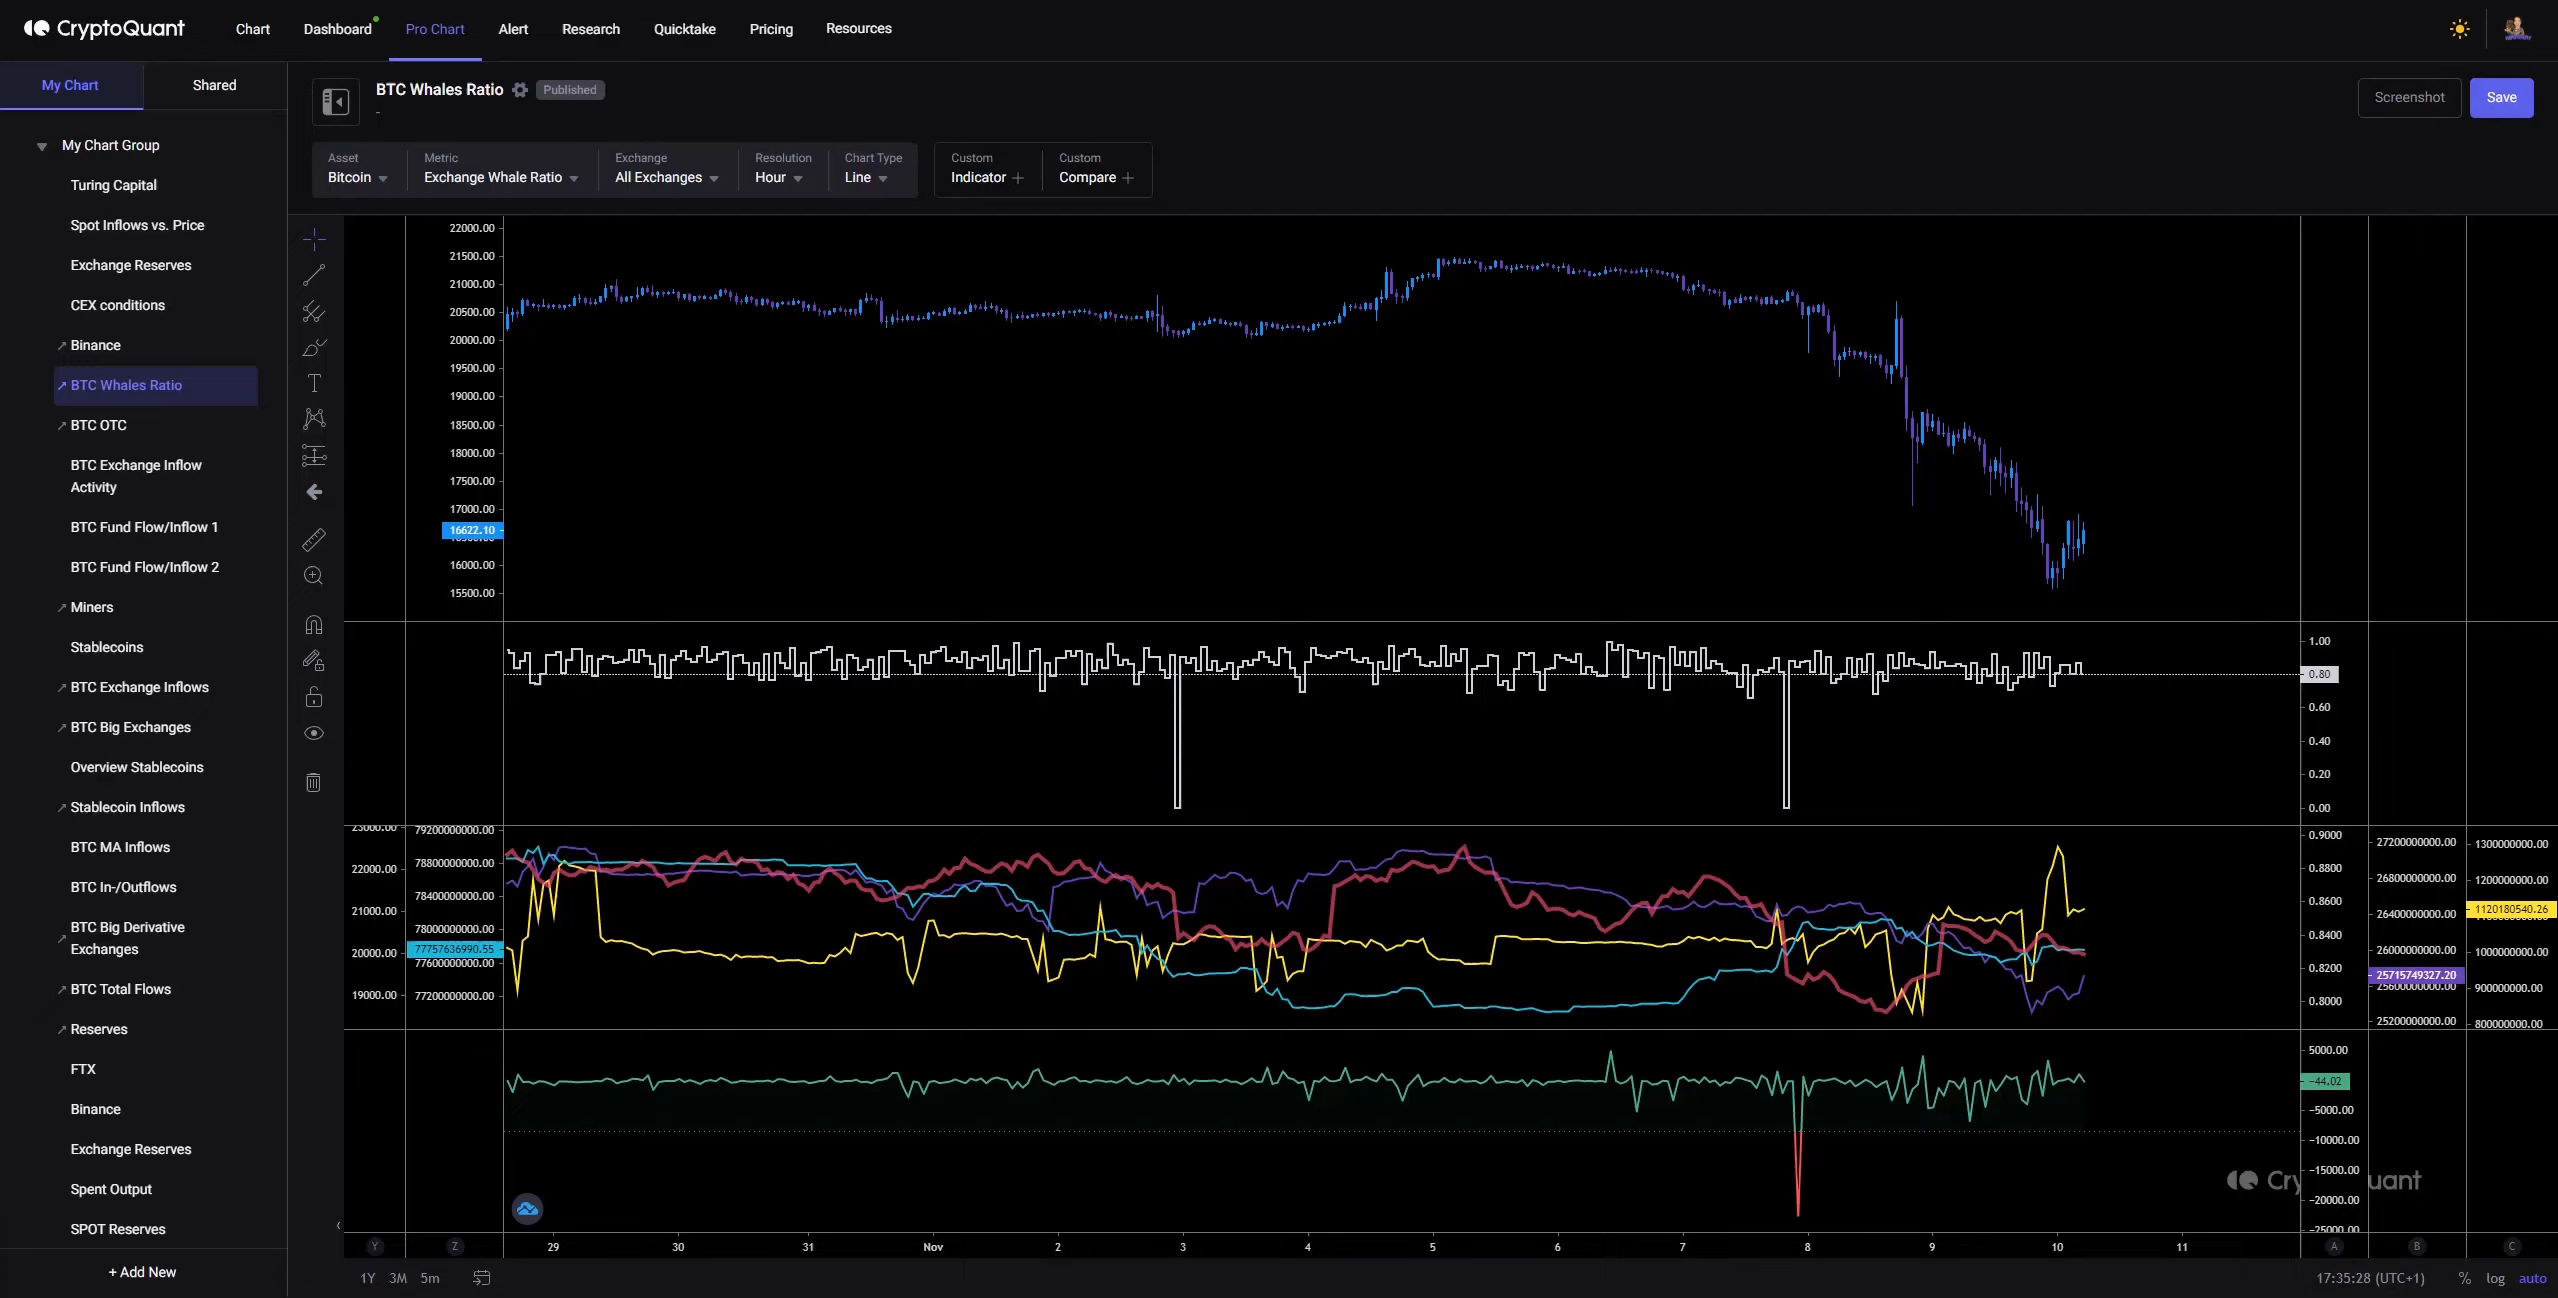 CryptoQuant
Chart
Dashboard
Pro Chart
Alert
Research
Quicktake
Pricing
Resources
My Chart
Shared
BTC Whales Ratio
Published
-
Screenshot
Save
My Chart Group
Turing Capital
Spot Inflows vs. Price
Exchange Reserves
CEX conditions
Binance
BTC Whales Ratio
BTC OTC
BTC Exchange Inflow
Activity
BTC Fund Flow/Inflow 1
BTC Fund Flow/Inflow 2
Miners
Stablecoins
BTC Exchange Inflows
BTC Big Exchanges
Overview Stablecoins
Stablecoin Inflows
BTC MA Inflows
BTC In-/Outflows
BTC Big Derivative
Exchanges
BTC Total Flows
Reserves
FTX
Binance
Exchange Reserves
Spent Output
SPOT Reserves
+ Add New
Asset
Bitcoin
Metric
Exchange Whale Ratio
Exchange
All Exchanges
Resolution
Hour
Chart Type
Line
Custom
Indicator +
Custom
Compare +
22000.00
21500.00
21000.00
20500.00
20000.00
19500.00
19000.00
18500.00
18000.00
17500.00
17000.00
16622.10
16000.00
15500.00
1.00
0.80
0.60
0.40
0.20
0.00
23000.00
22000.00
21000.00
20000.00
19000.00
79200000000.00
78800000000.00
78400000000.00
78000000000.00
77757636990.55
77600000000.00
77200000000.00
0.9000
0.8800
0.8600
0.8400
0.8200
0.8000
27200000000.00
26800000000.00
26400000000.00
26000000000.00
25715749327.20
25600000000.00
25200000000.00
1300000000.00
1200000000.00
1120180540.26
1000000000.00
900000000.00
800000000.00
5000.00
-44.02
-5000.00
-10000.00
-15000.00
-20000.00
-25000.00
Y
Z
29
30
31
Nov
2
3
4
5
6
7
8
9
10
11
A
B
C
1Y
3M
5m
17:35:28 (UTC+1)
%
log
auto